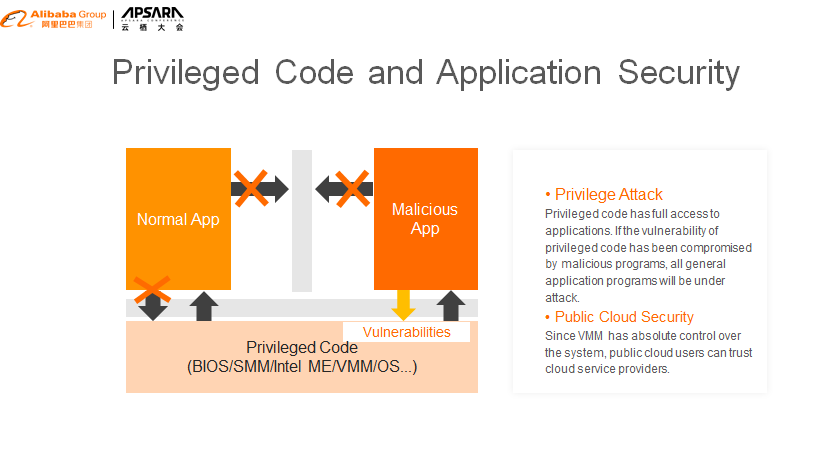 Alibaba Group
阿里巴巴集团
APSARA
APSARA CONFERENCE
云栖大会
Privileged Code and Application Security
Normal App
Malicious
App
Vulnerabilities
Privileged Code
(BIOS/SMM/Intel ME/VMM/OS...)
• Privilege Attack
Privileged code has full access to
applications. If the vulnerability of
privileged code has been compromised
by malicious programs, all general
application programs will be under
attack.
• Public Cloud Security
Since VMM has absolute control over
the system, public cloud users can trust
cloud service providers.